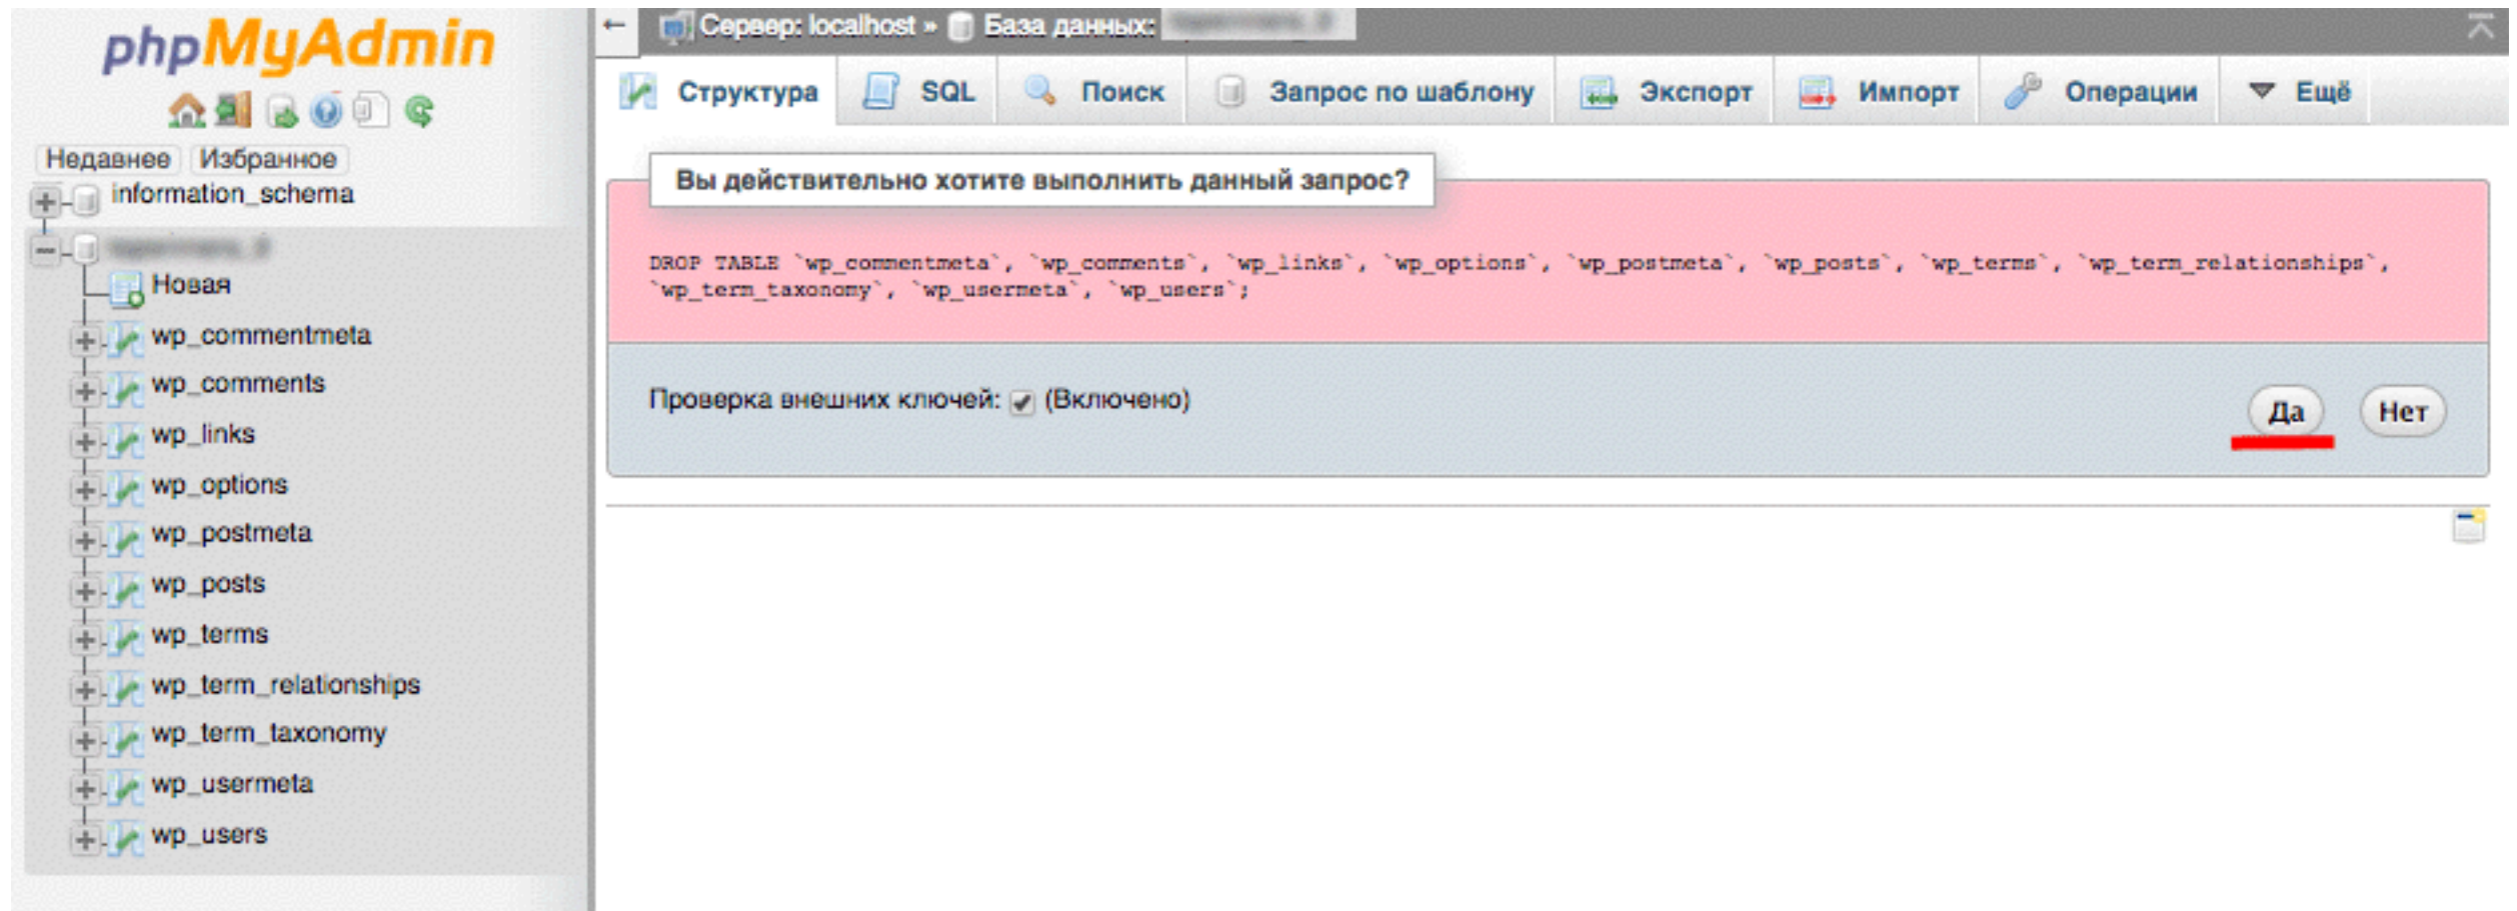 phpMyAdmin
Недавнее Избранное
information_schema
Новая
wp_commentmeta
wp_comments
wp_links
wp_options
wp_postmeta
wp_posts
wp_terms
wp_term_relationships
wp_term_taxonomy
wp_usermeta
wp_users
← Сервер: localhost » База данных:
Структура SQL Поиск Запрос по шаблону Экспорт Импорт Операции Ещё
Вы действительно хотите выполнить данный запрос?
DROP TABLE `wp_commentmeta`, `wp_comments`, `wp_links`, `wp_options`, `wp_postmeta`, `wp_posts`, `wp_terms`, `wp_term_relationships`,
`wp_term_taxonomy`, `wp_usermeta`, `wp_users`;
Проверка внешних ключей: (Включено)
Да Нет